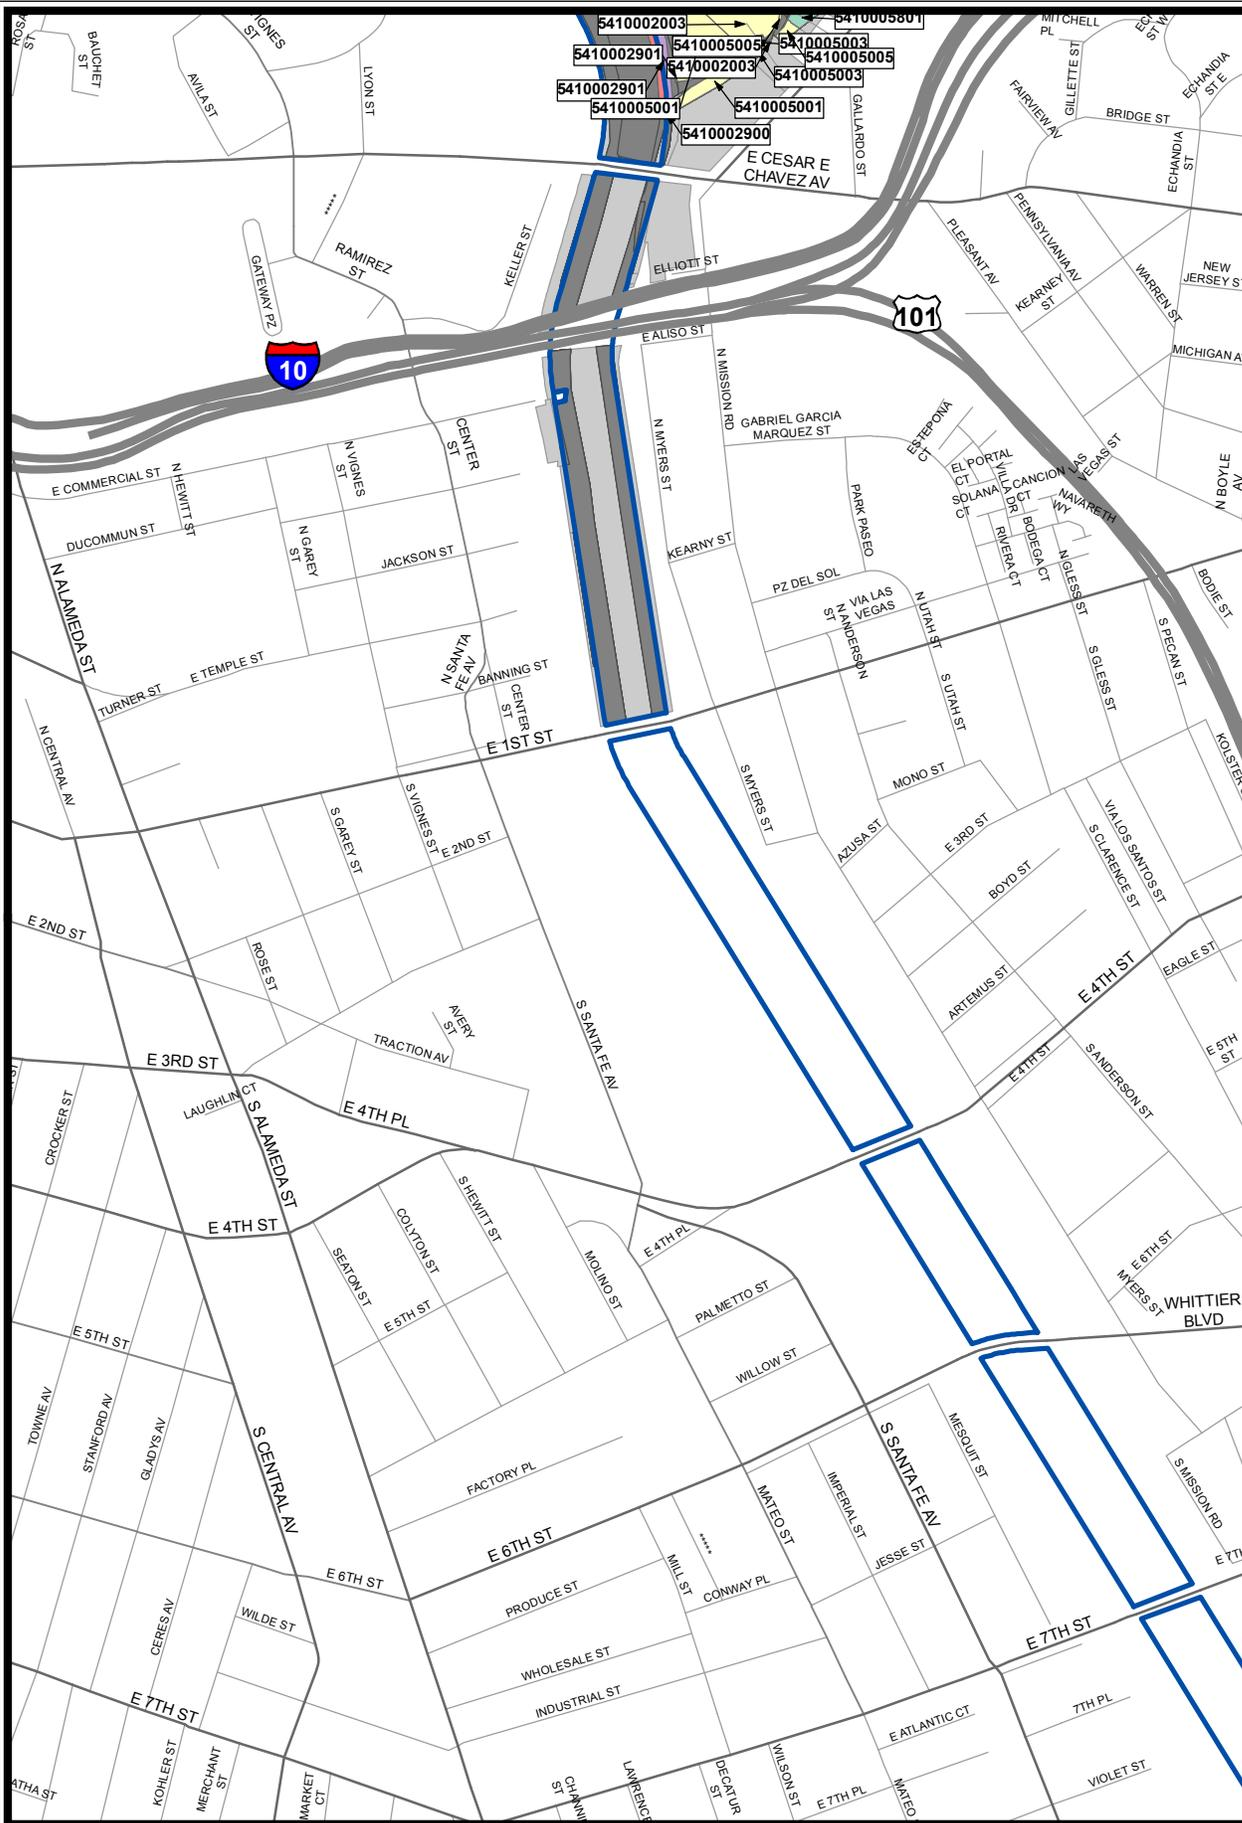 5410002003
5410005801
5410002901
5410005005
5410005003
5410005005
5410002003
5410005003
5410002901
5410005001
5410005001
5410002900
ROSA
ST
BAUCHET
ST
VIGNES
ST
AVILA ST
LYON ST
MITCHELL
PL
GILLETTE ST
FAIRVIEW AV
BRIDGE ST
ECHANDIA
ST E
ECHANDIA
ST
GALLARDO ST
E CESAR E
CHAVEZ AV
*****
GATEWAY PZ
RAMIREZ
ST
KELLER ST
ELLIOTT ST
PLEASANT AV
PENNSYLVANIA AV
KEARNEY
ST
WARREN ST
NEW
JERSEY ST
101
10
E ALISO ST
MICHIGAN A
N MISSION RD
N MYERS ST
GABRIEL GARCIA
MARQUEZ ST
ESTEPONA
CT
EL PORTAL
CT
VILLA DR
CANCION
CT
LAS
VEGAS ST
SOLANA
CT
NAVARETH
WY
N BOYLE
AV
CENTER
ST
E COMMERCIAL ST
N HEWITT ST
N VIGNES
ST
DUCOMMUN ST
N GAREY
ST
JACKSON ST
KEARNY ST
PARK PASEO
RIVERA CT
BODEGA CT
N GLESS ST
PZ DEL SOL
VIA LAS
VEGAS
N ANDERSON
ST
N UTAH ST
BODIE ST
N ALAMEDA ST
S PECAN ST
S GLESS ST
S UTAH ST
TURNER ST
E TEMPLE ST
N SANTA
FE AV
BANNING ST
CENTER
ST
E 1ST ST
N CENTRAL AV
KOLSTER
S MYERS ST
MONO ST
S VIGNES ST
S GAREY ST
E 2ND ST
AZUSA ST
E 3RD ST
BOYD ST
VIA LOS SANTOS ST
S CLARENCE ST
E 2ND ST
ROSE ST
EAGLE ST
E 4TH ST
ARTEMUS ST
AVERY
ST
TRACTION AV
S SANTA FE AV
E 5TH
ST
E 4TH ST
S ANDERSON ST
E 3RD ST
LAUGHLIN CT
CROCKER ST
S ALAMEDA ST
E 4TH PL
E 4TH ST
S HEWITT ST
COLYTON ST
SEATON ST
E 5TH ST
MOLINO ST
E 4TH PL
E 6TH ST
MYERS ST
WHITTIER
BLVD
PALMETTO ST
WILLOW ST
E 5TH ST
TOWNE AV
STANFORD AV
GLADYS AV
S CENTRAL AV
FACTORY PL
E 6TH ST
MATEO ST
IMPERIAL ST
S SANTA FE AV
MESQUIT ST
S MISSION RD
*****
JESSE ST
E 7TH
E 6TH ST
PRODUCE ST
MILL ST
CONWAY PL
CERES AV
WILDE ST
WHOLESALE ST
INDUSTRIAL ST
E 7TH ST
E 7TH ST
E ATLANTIC CT
7TH PL
KOHLER ST
MERCHANT
ST
MARKET
CT
VIOLET ST
LAWRENCE
DECATUR
ST
WILSON ST
E 7TH PL
MATEO